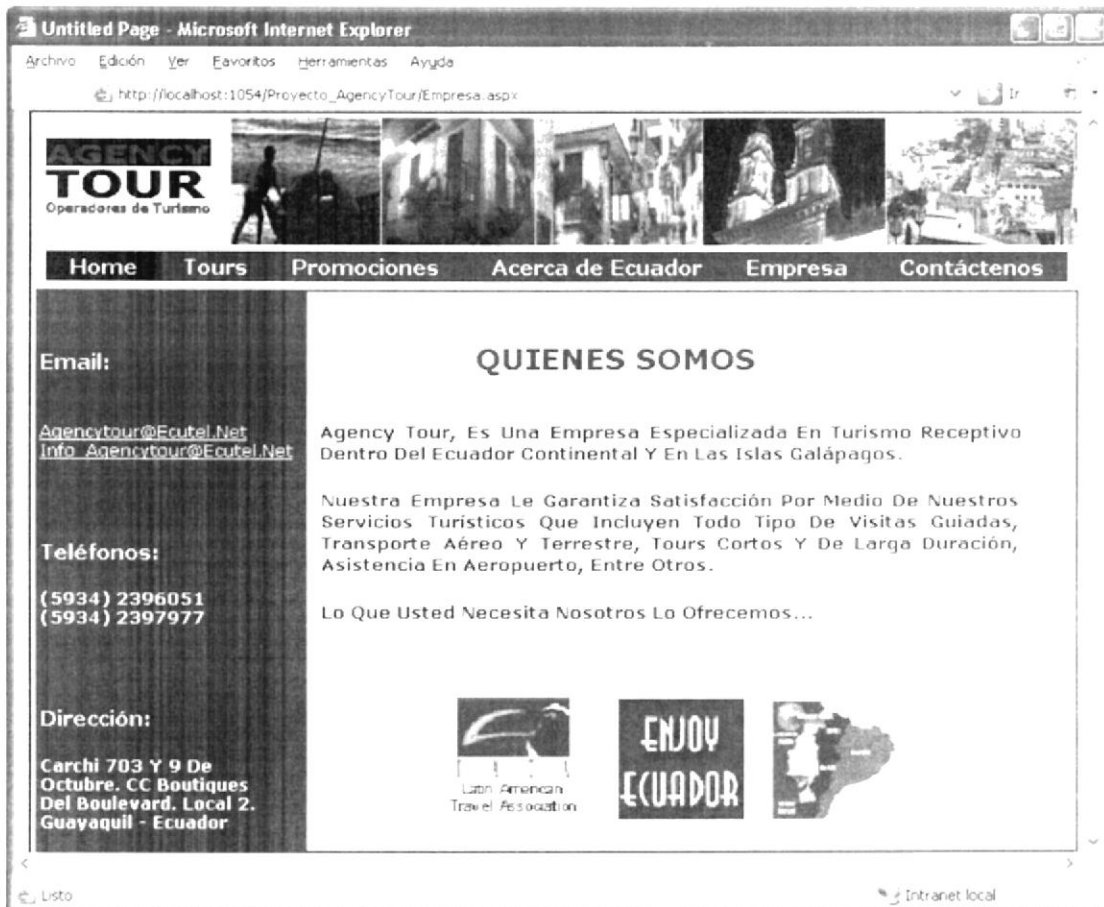 Untitled Page - Microsoft Internet Explorer
Archivo Edición Ver Favoritos Herramientas Ayuda
http://localhost:1054/Proyecto_AgencyTour/Empresa.aspx Ir
AGENCY
TOUR
Operadores de Turismo
Home Tours Promociones Acerca de Ecuador Empresa Contáctenos
Email:
Agencytour@Ecutel.Net
Info_Agencytour@Ecutel.Net
Teléfonos:
(5934) 2396051
(5934) 2397977
Dirección:
Carchi 703 Y 9 De
Octubre. CC Boutiques
Del Boulevard. Local 2.
Guayaquil - Ecuador
QUIENES SOMOS
Agency Tour, Es Una Empresa Especializada En Turismo Receptivo
Dentro Del Ecuador Continental Y En Las Islas Galápagos.
Nuestra Empresa Le Garantiza Satisfacción Por Medio De Nuestros
Servicios Turísticos Que Incluyen Todo Tipo De Visitas Guiadas,
Transporte Aéreo Y Terrestre, Tours Cortos Y De Larga Duración,
Asistencia En Aeropuerto, Entre Otros.
Lo Que Usted Necesita Nosotros Lo Ofrecemos...
Latin American
Travel Association
ENJOY
ECUADOR
Listo
Intranet local